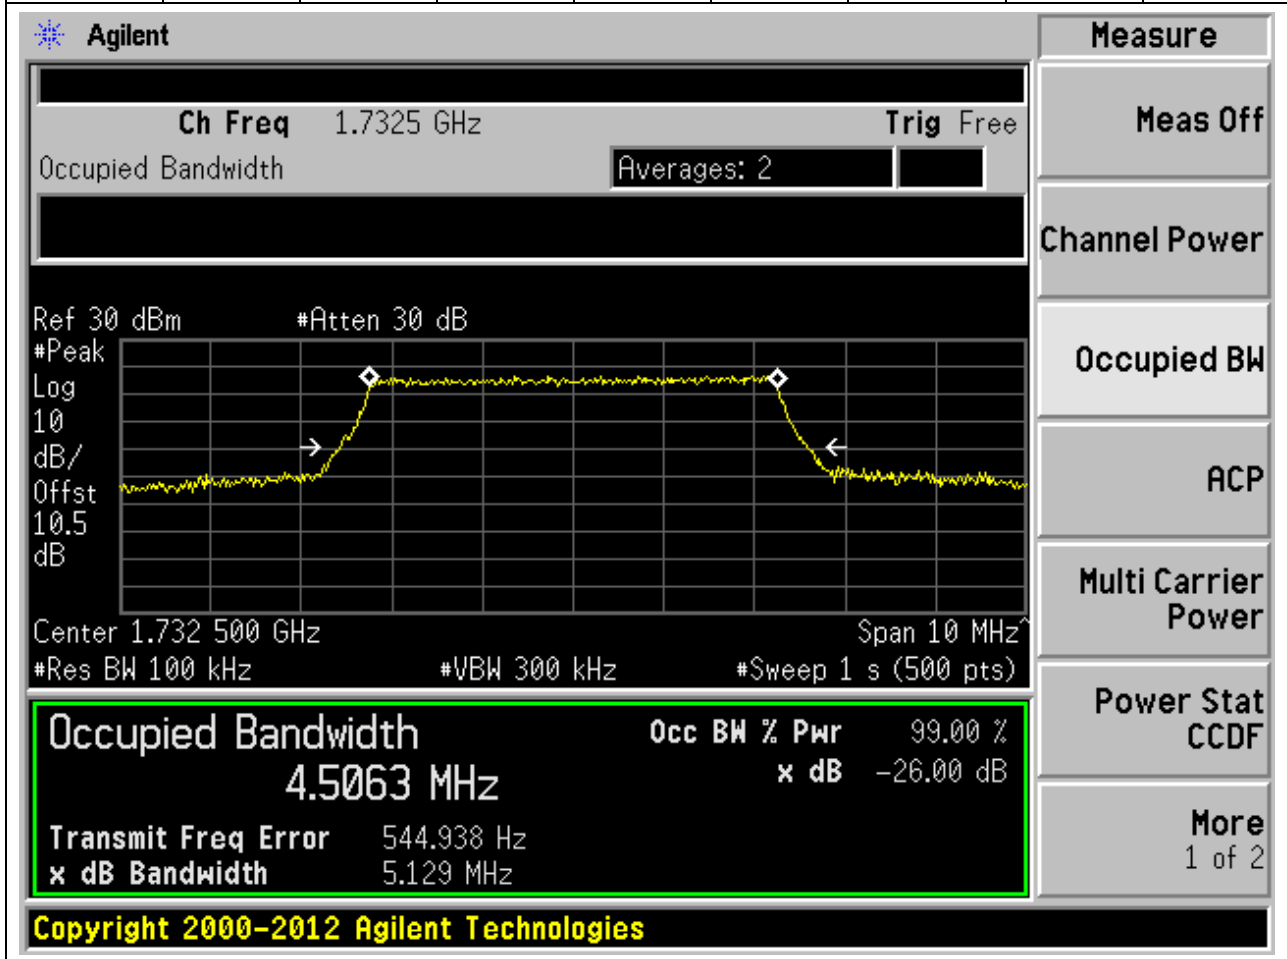 Agilent
Measure
Ch Freq 1.7325 GHz Trig Free
Occupied Bandwidth Averages: 2
Meas Off
Channel Power
Occupied BW
ACP
Multi Carrier
Power
Power Stat
CCDF
More
1 of 2
Ref 30 dBm #Atten 30 dB
#Peak
Log
10
dB/
Offst
10.5
dB
Center 1.732 500 GHz Span 10 MHz^
#Res BW 100 kHz #VBW 300 kHz #Sweep 1 s (500 pts)
Occupied Bandwidth Occ BW % Pwr 99.00 %
4.5063 MHz x dB -26.00 dB
Transmit Freq Error 544.938 Hz
x dB Bandwidth 5.129 MHz
Copyright 2000-2012 Agilent Technologies